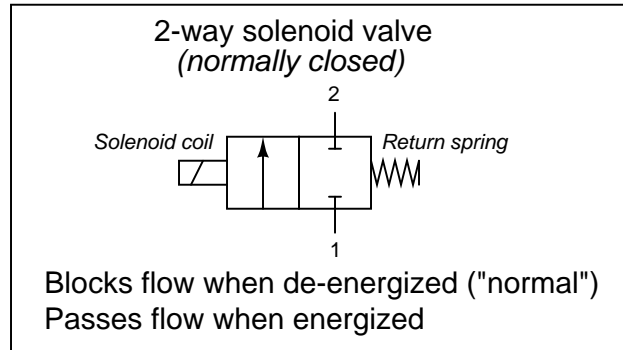 2-way solenoid valve
(normally closed)
2
Solenoid coil
Return spring
1
Blocks flow when de-energized ("normal")
Passes flow when energized